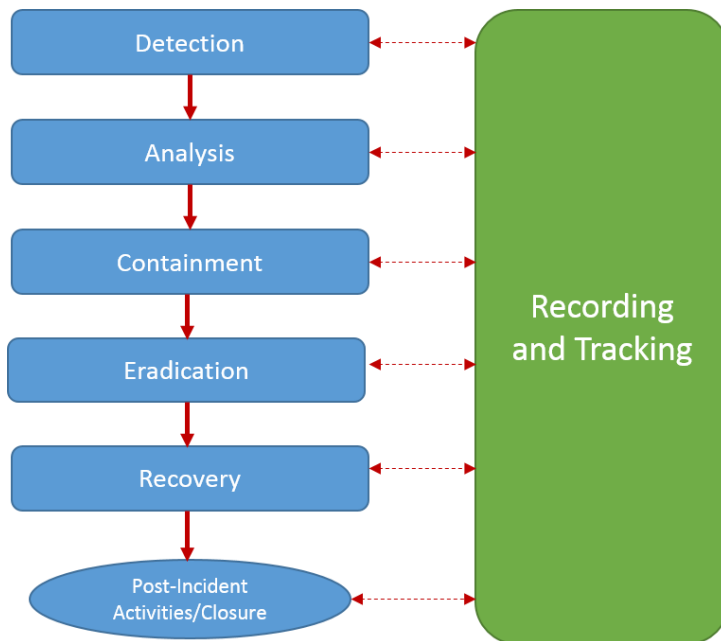 Detection
Analysis
Containment
Eradication
Recovery
Post-Incident
Activities/Closure
Recording
and Tracking